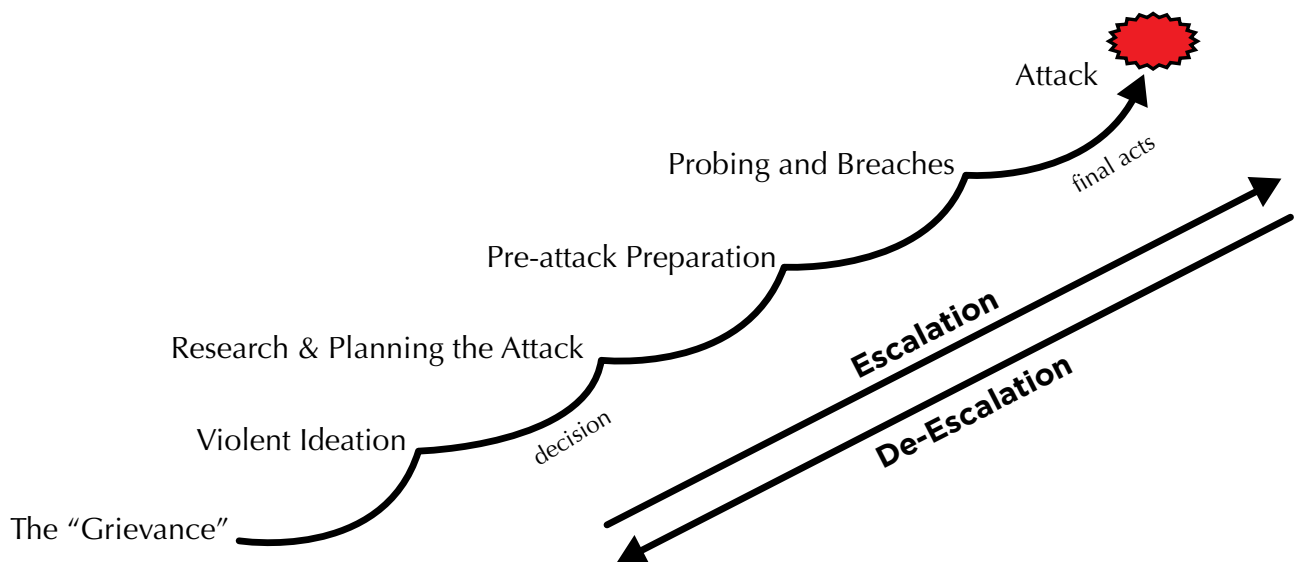 Attack
final acts
Probing and Breaches
Pre-attack Preparation
Escalation
Research & Planning the Attack
De-Escalation
decision
Violent Ideation
The “Grievance”